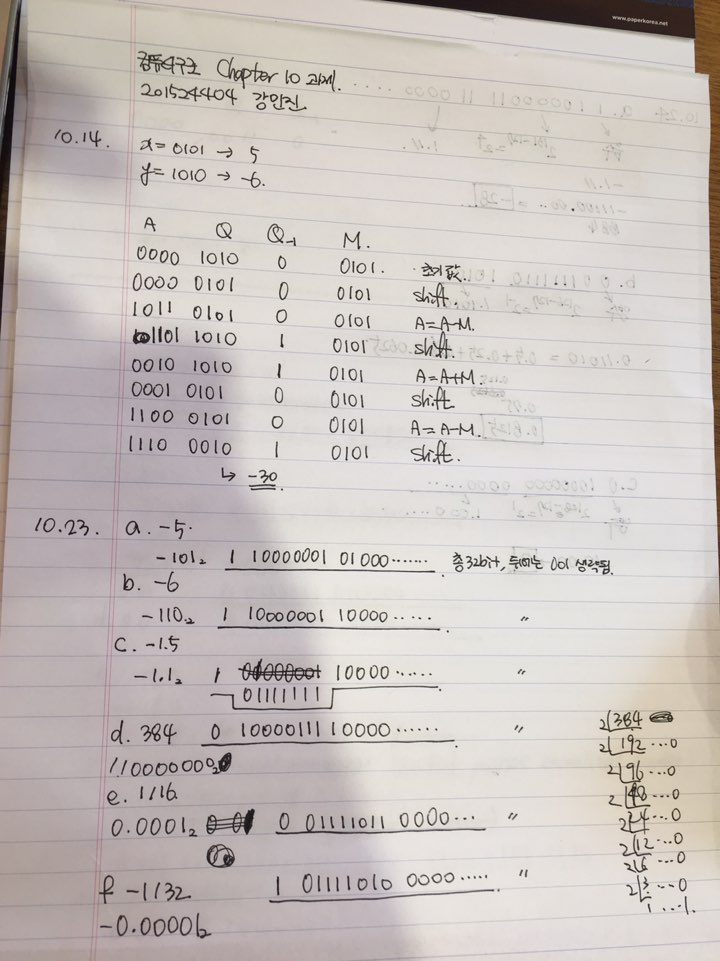 www.paperkorea.net
컴퓨터구조 Chapter 10 과제.
201524404 강인진
10.14. x = 0101 → 5
y = 1010 → -6.
A Q Q-1 M.
0000 1010 0 0101. 초기값.
0000 0101 0 0101 shift.
1011 0101 0 0101 A=A-M.
1101 1010 1 0101 shift.
0010 1010 1 0101 A=A+M.
0001 0101 0 0101 shift
1100 0101 0 0101 A=A-M.
1110 0010 1 0101 shift.
↳ -30
10.23. a. -5.
-101₂ 1 10000001 01000....... 총 32bit, 뒤에는 0이 생략됨.
b. -6
-110.₂ 1 10000001 10000...... 〃
c. -1.5
-1.1₂ 1 10000...... 〃
01111111
d. 384 0 10000111 10000...... 〃
110000000₂
e. 1/16
0.0001₂ 0 01111011 0000... 〃
f -1/32 1 01111010 0000..... 〃
-0.00001₂
2 384
2 192 ...0
2 96 ...0
2 48 ...0
2 24 ...0
2 12 ...0
2 6 ...0
2 3 ...0
1 ...1.